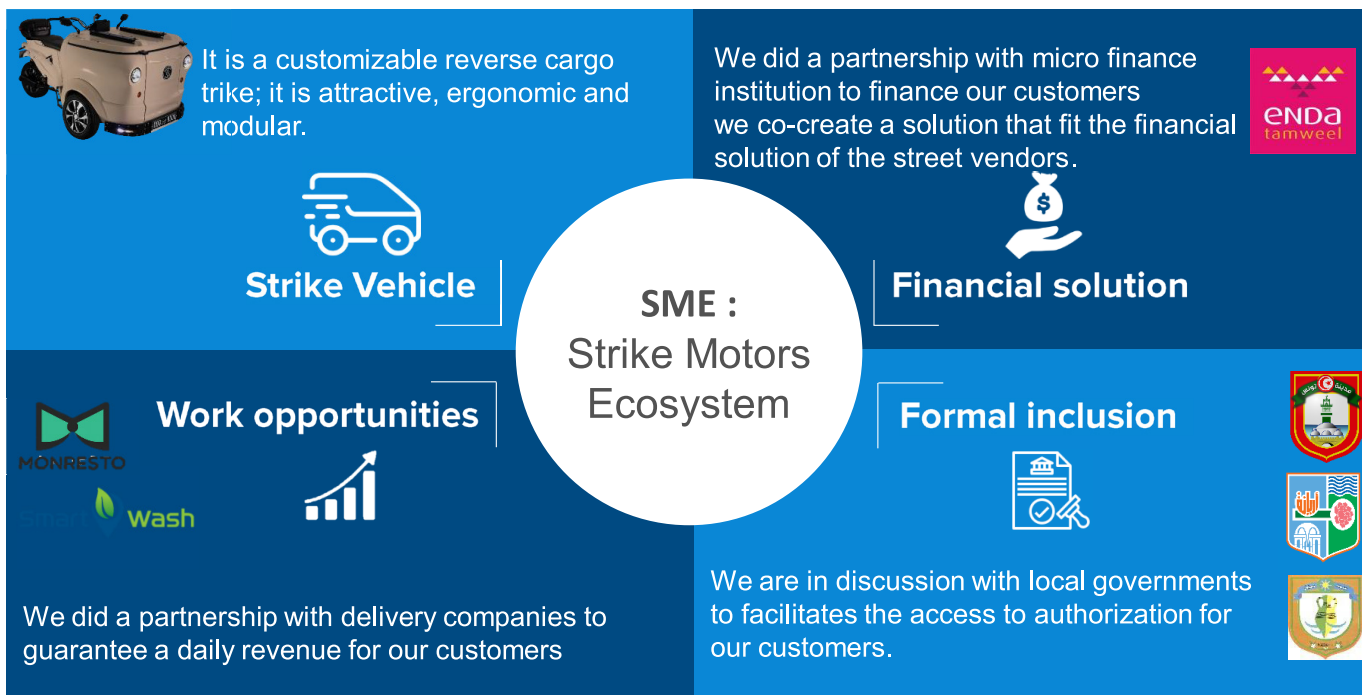 It is a customizable reverse cargo
trike; it is attractive, ergonomic and
modular.
Strike Vehicle
We did a partnership with micro finance
institution to finance our customers
we co-create a solution that fit the financial
solution of the street vendors.
enda
tamweel
$
Financial solution
SME :
Strike Motors
Ecosystem
MONRESTO
Smart Wash
Work opportunities
We did a partnership with delivery companies to
guarantee a daily revenue for our customers
Formal inclusion
مدينة تونس
أريانة
We are in discussion with local governments
to facilitates the access to authorization for
our customers.